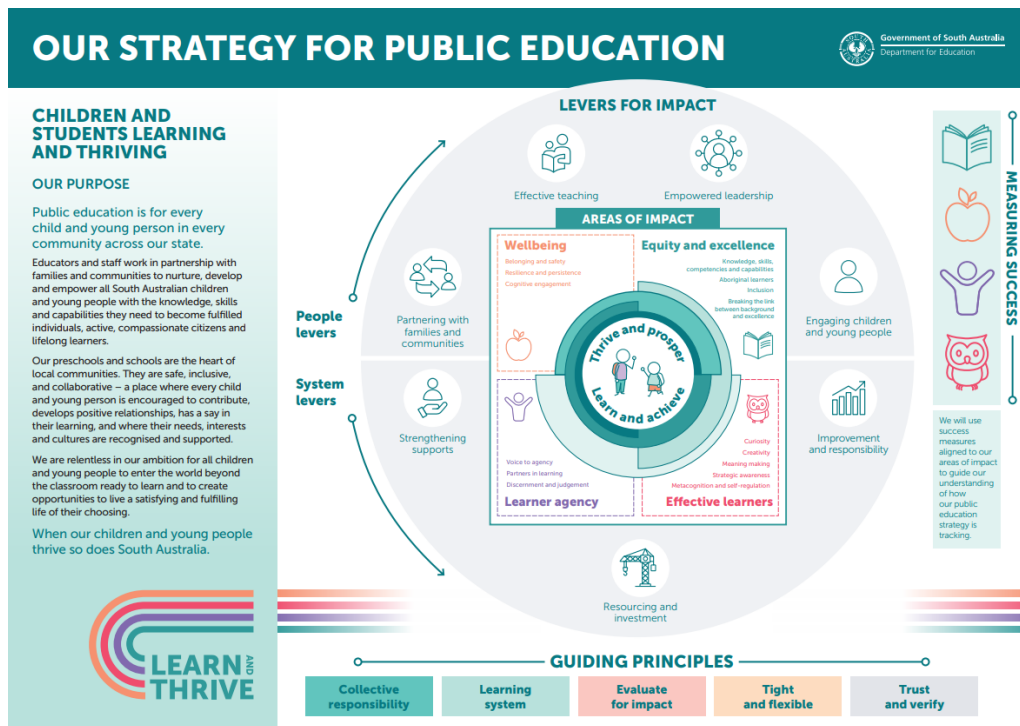 OUR STRATEGY FOR PUBLIC EDUCATION
Government of South Australia
Department for Education
CHILDREN AND
STUDENTS LEARNING
AND THRIVING
OUR PURPOSE
Public education is for every
child and young person in every
community across our state.
Educators and staff work in partnership with
families and communities to nurture, develop
and empower all South Australian children
and young people with the knowledge, skills
and capabilities they need to become fulfilled
individuals, active, compassionate citizens and
lifelong learners.
Our preschools and schools are the heart of
local communities. They are safe, inclusive,
and collaborative – a place where every child
and young person is encouraged to contribute,
develops positive relationships, has a say in
their learning, and where their needs, interests
and cultures are recognised and supported.
We are relentless in our ambition for all children
and young people to enter the world beyond
the classroom ready to learn and to create
opportunities to live a satisfying and fulfilling
life of their choosing.
When our children and young people
thrive so does South Australia.
LEARN
AND
THRIVE
LEVERS FOR IMPACT
Effective teaching
Empowered leadership
People
levers
Partnering with
families and
communities
Engaging children
and young people
System
levers
Strengthening
supports
Improvement
and responsibility
Resourcing and
investment
AREAS OF IMPACT
Wellbeing
Belonging and safety
Resilience and persistence
Cognitive engagement
Equity and excellence
Knowledge, skills,
competencies and capabilities
Aboriginal learners
Inclusion
Breaking the link
between background
and excellence
Thrive and prosper
Learn and achieve
Voice to agency
Partners in learning
Discernment and judgement
Learner agency
Curiosity
Creativity
Meaning making
Strategic awareness
Metacognition and self-regulation
Effective learners
MEASURING SUCCESS
We will use
success
measures
aligned to our
areas of impact
to guide our
understanding
of how
our public
education
strategy is
tracking.
GUIDING PRINCIPLES
Collective
responsibility
Learning
system
Evaluate
for impact
Tight
and flexible
Trust
and verify